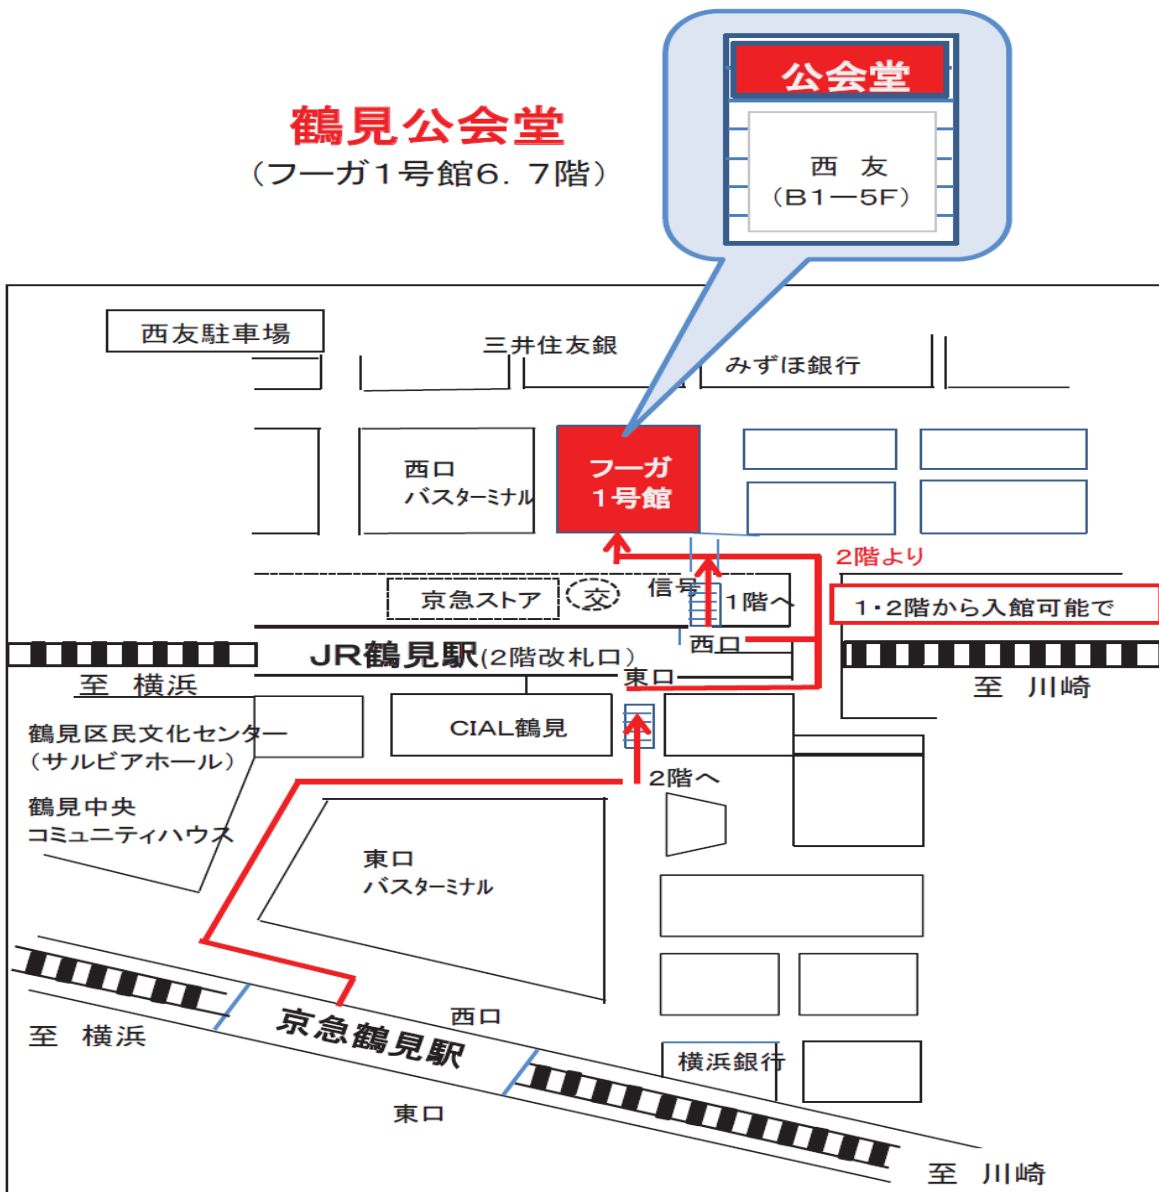 公会堂
鶴見公会堂
(フーガ1号館6.7階)
西 友
(B1ー5F)
西友駐車場
三井住友銀
みずほ銀行
西口
バスターミナル
フーガ
1号館
2階より
京急ストア
交
信号
1階へ
1・2階から入館可能で
JR鶴見駅(2階改札口)
西口
東口
至 横浜
至 川崎
鶴見区民文化センター
(サルビアホール)
CIAL鶴見
2階へ
鶴見中央
コミュニティハウス
東口
バスターミナル
西口
京急鶴見駅
至 横浜
横浜銀行
東口
至 川崎